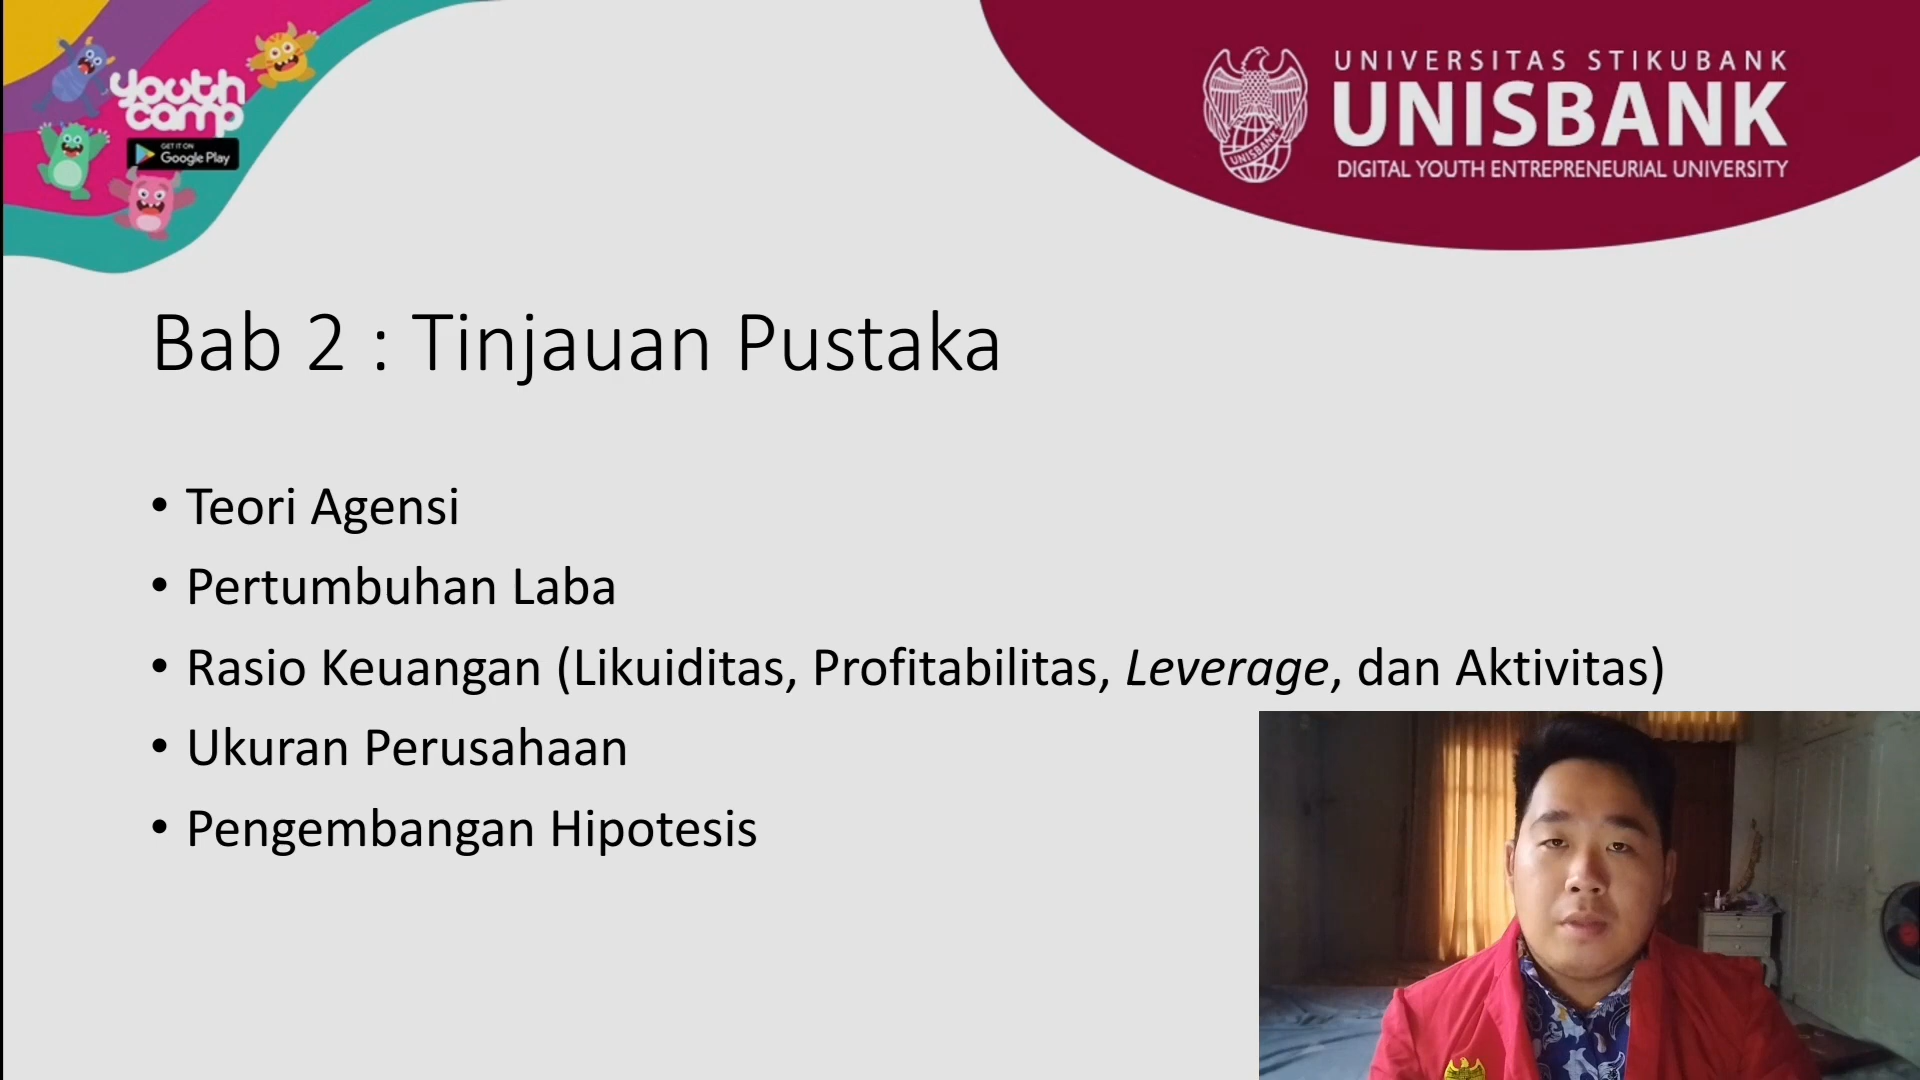 youth
camp
GET IT ON
Google Play
UNIVERSITAS STIKUBANK
UNISBANK
DIGITAL YOUTH ENTREPRENEURIAL UNIVERSITY
UNISBANK
Bab 2 : Tinjauan Pustaka
• Teori Agensi
• Pertumbuhan Laba
• Rasio Keuangan (Likuiditas, Profitabilitas, Leverage, dan Aktivitas)
• Ukuran Perusahaan
• Pengembangan Hipotesis